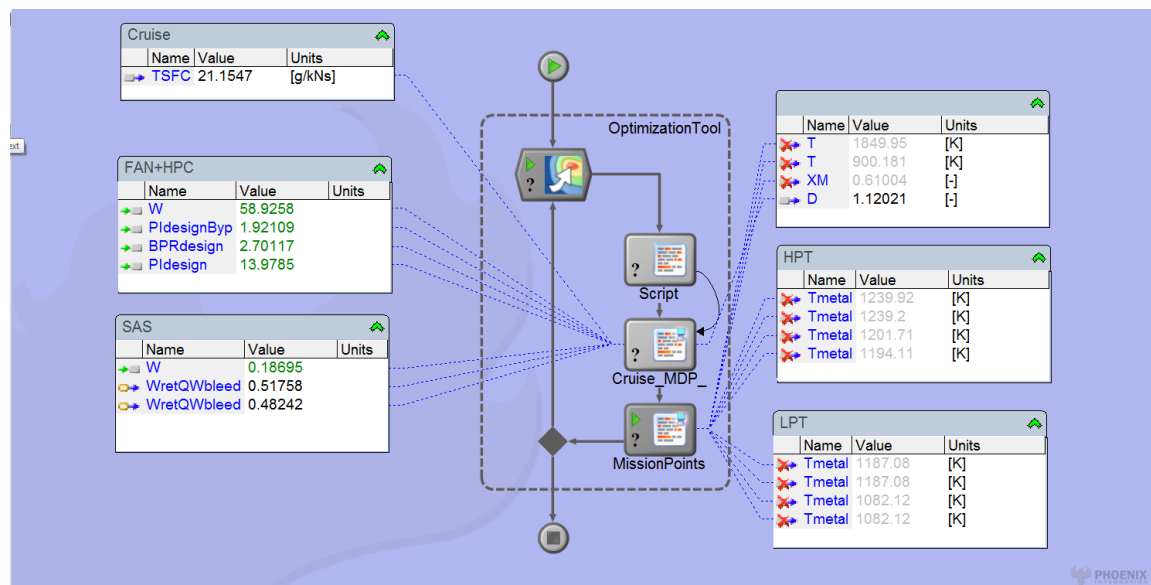 Cruise
Name Value Units
TSFC 21.1547 [g/kNs]
FAN+HPC
Name Value Units
W 58.9258
PIdesignByp 1.92109
BPRdesign 2.70117
PIdesign 13.9785
SAS
Name Value Units
W 0.18695
WretQWbleed 0.51758
WretQWbleed 0.48242
OptimizationTool
?
?
Script
?
Cruise_MDP_
?
MissionPoints
Name Value Units
T 1849.95 [K]
T 900.181 [K]
XM 0.61004 [-]
D 1.12021 [-]
HPT
Name Value Units
Tmetal 1239.92 [K]
Tmetal 1239.2 [K]
Tmetal 1201.71 [K]
Tmetal 1194.11 [K]
LPT
Name Value Units
Tmetal 1187.08 [K]
Tmetal 1187.08 [K]
Tmetal 1082.12 [K]
Tmetal 1082.12 [K]
ext
PHOENIX
INTEGRATION